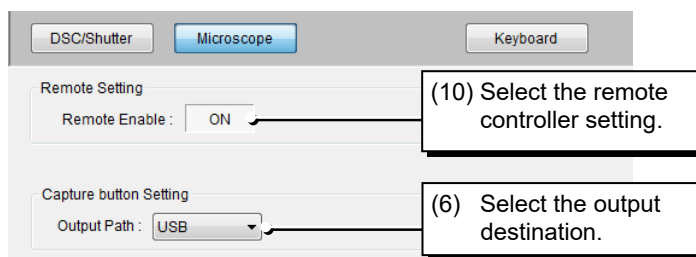 DSC/Shutter Microscope Keyboard
Remote Setting
Remote Enable : ON
(10) Select the remote
controller setting.
Capture button Setting
Output Path : USB
(6) Select the output
destination.